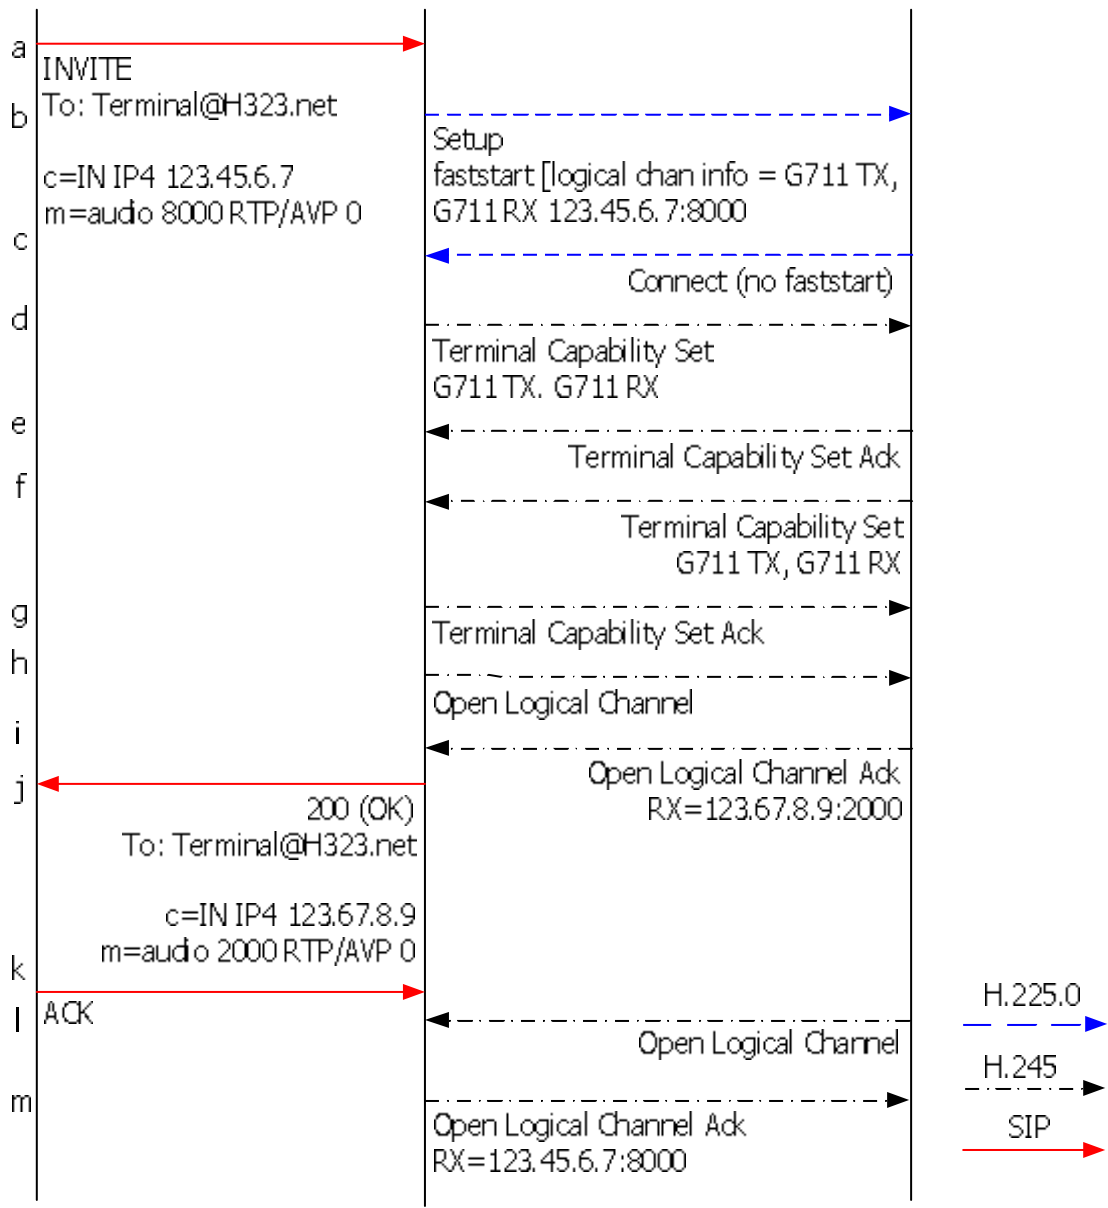 a
INVITE
To: Terminal@H323.net
b
Setup
faststart [logical chan info = G711 TX,
G711 RX 123.45.6.7:8000
c=IN IP4 123.45.6.7
m=audio 8000 RTP/AVP 0
c
Connect (no faststart)
d
Terminal Capability Set
G711 TX. G711 RX
e
Terminal Capability Set Ack
f
Terminal Capability Set
G711 TX, G711 RX
g
Terminal Capability Set Ack
h
Open Logical Channel
i
Open Logical Channel Ack
RX=123.67.8.9:2000
j
200 (OK)
To: Terminal@H323.net
c=IN IP4 123.67.8.9
m=audio 2000 RTP/AVP 0
k
ACK
l
Open Logical Channel
m
Open Logical Channel Ack
RX=123.45.6.7:8000
H.225.0
H.245
SIP